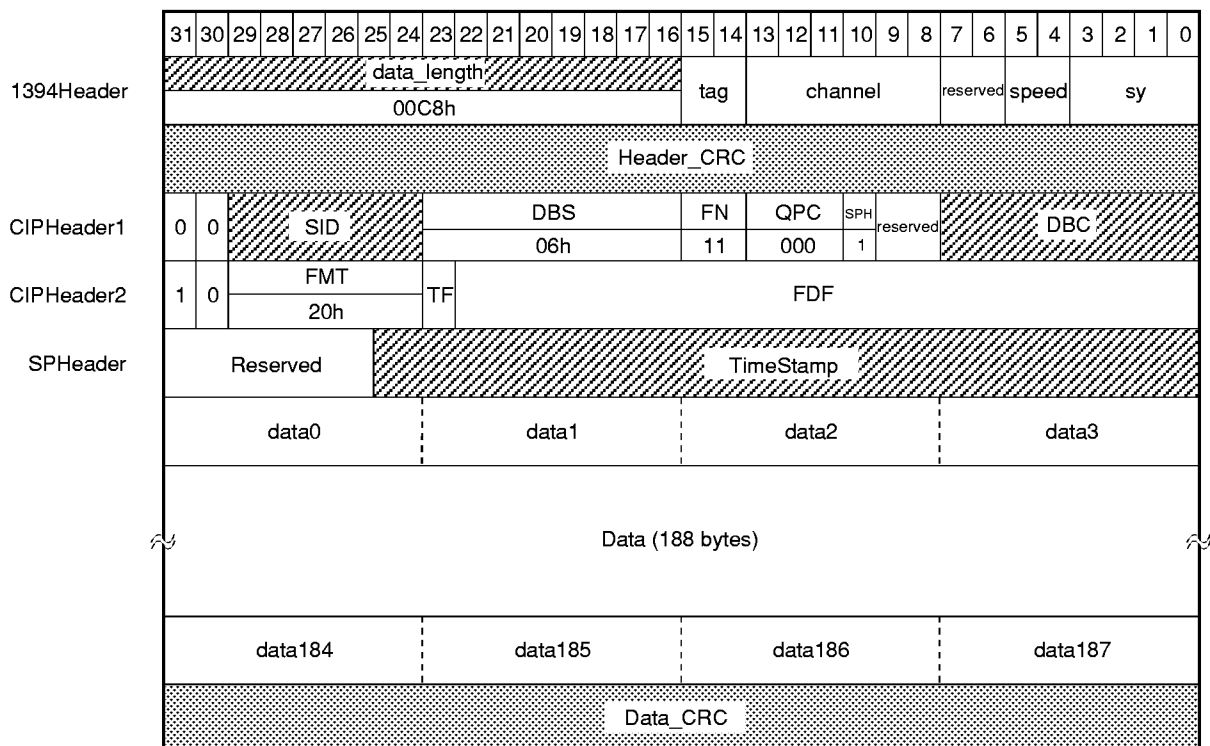 31 30 29 28 27 26 25 24 23 22 21 20 19 18 17 16 15 14 13 12 11 10 9 8 7 6 5 4 3 2 1 0
1394Header data_length tag channel reserved speed sy
00C8h
Header_CRC
CIPHeader1 0 0 SID DBS FN QPC SPH reserved DBC
06h 11 000 1
CIPHeader2 1 0 FMT TF FDF
20h
SPHeader Reserved TimeStamp
data0 data1 data2 data3
Data (188 bytes)
data184 data185 data186 data187
Data_CRC